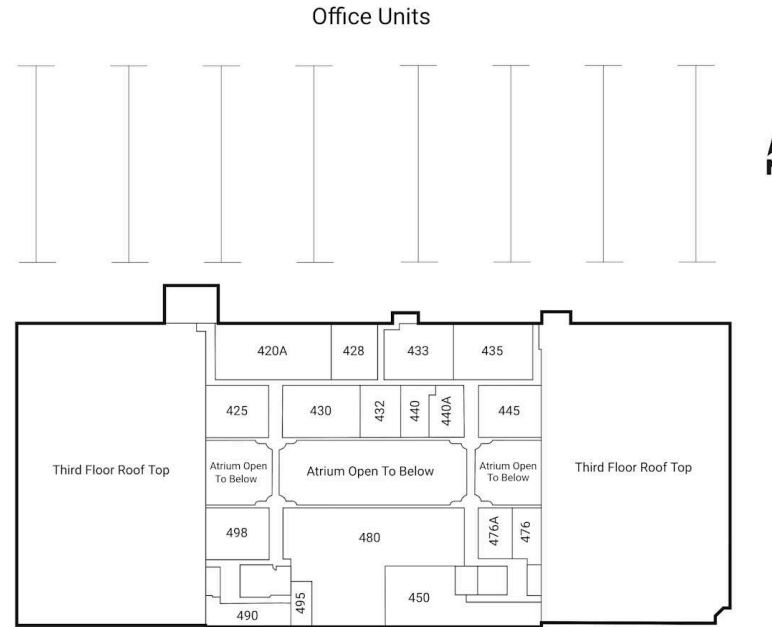 Office Units
420A
428
433
435
425
430
432
440
440A
445
Third Floor Roof Top
Atrium Open
To Below
Atrium Open To Below
Atrium Open
To Below
Third Floor Roof Top
498
480
476A
476
490
495
450